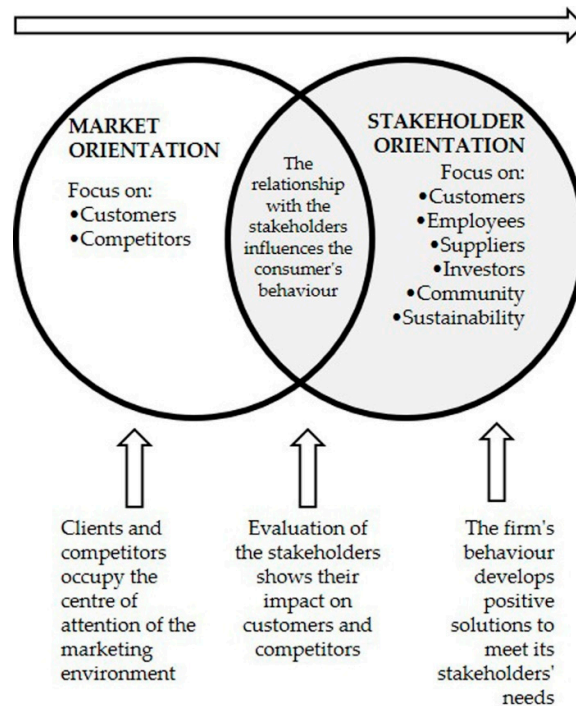 MARKET
ORIENTATION
Focus on:
•Customers
•Competitors
The
relationship
with the
stakeholders
influences the
consumer's
behaviour
STAKEHOLDER
ORIENTATION
Focus on:
•Customers
•Employees
•Suppliers
•Investors
•Community
•Sustainability
Clients and
competitors
occupy the
centre of
attention of the
marketing
environment
Evaluation of
the stakeholders
shows their
impact on
customers and
competitors
The firm's
behaviour
develops
positive
solutions to
meet its
stakeholders'
needs